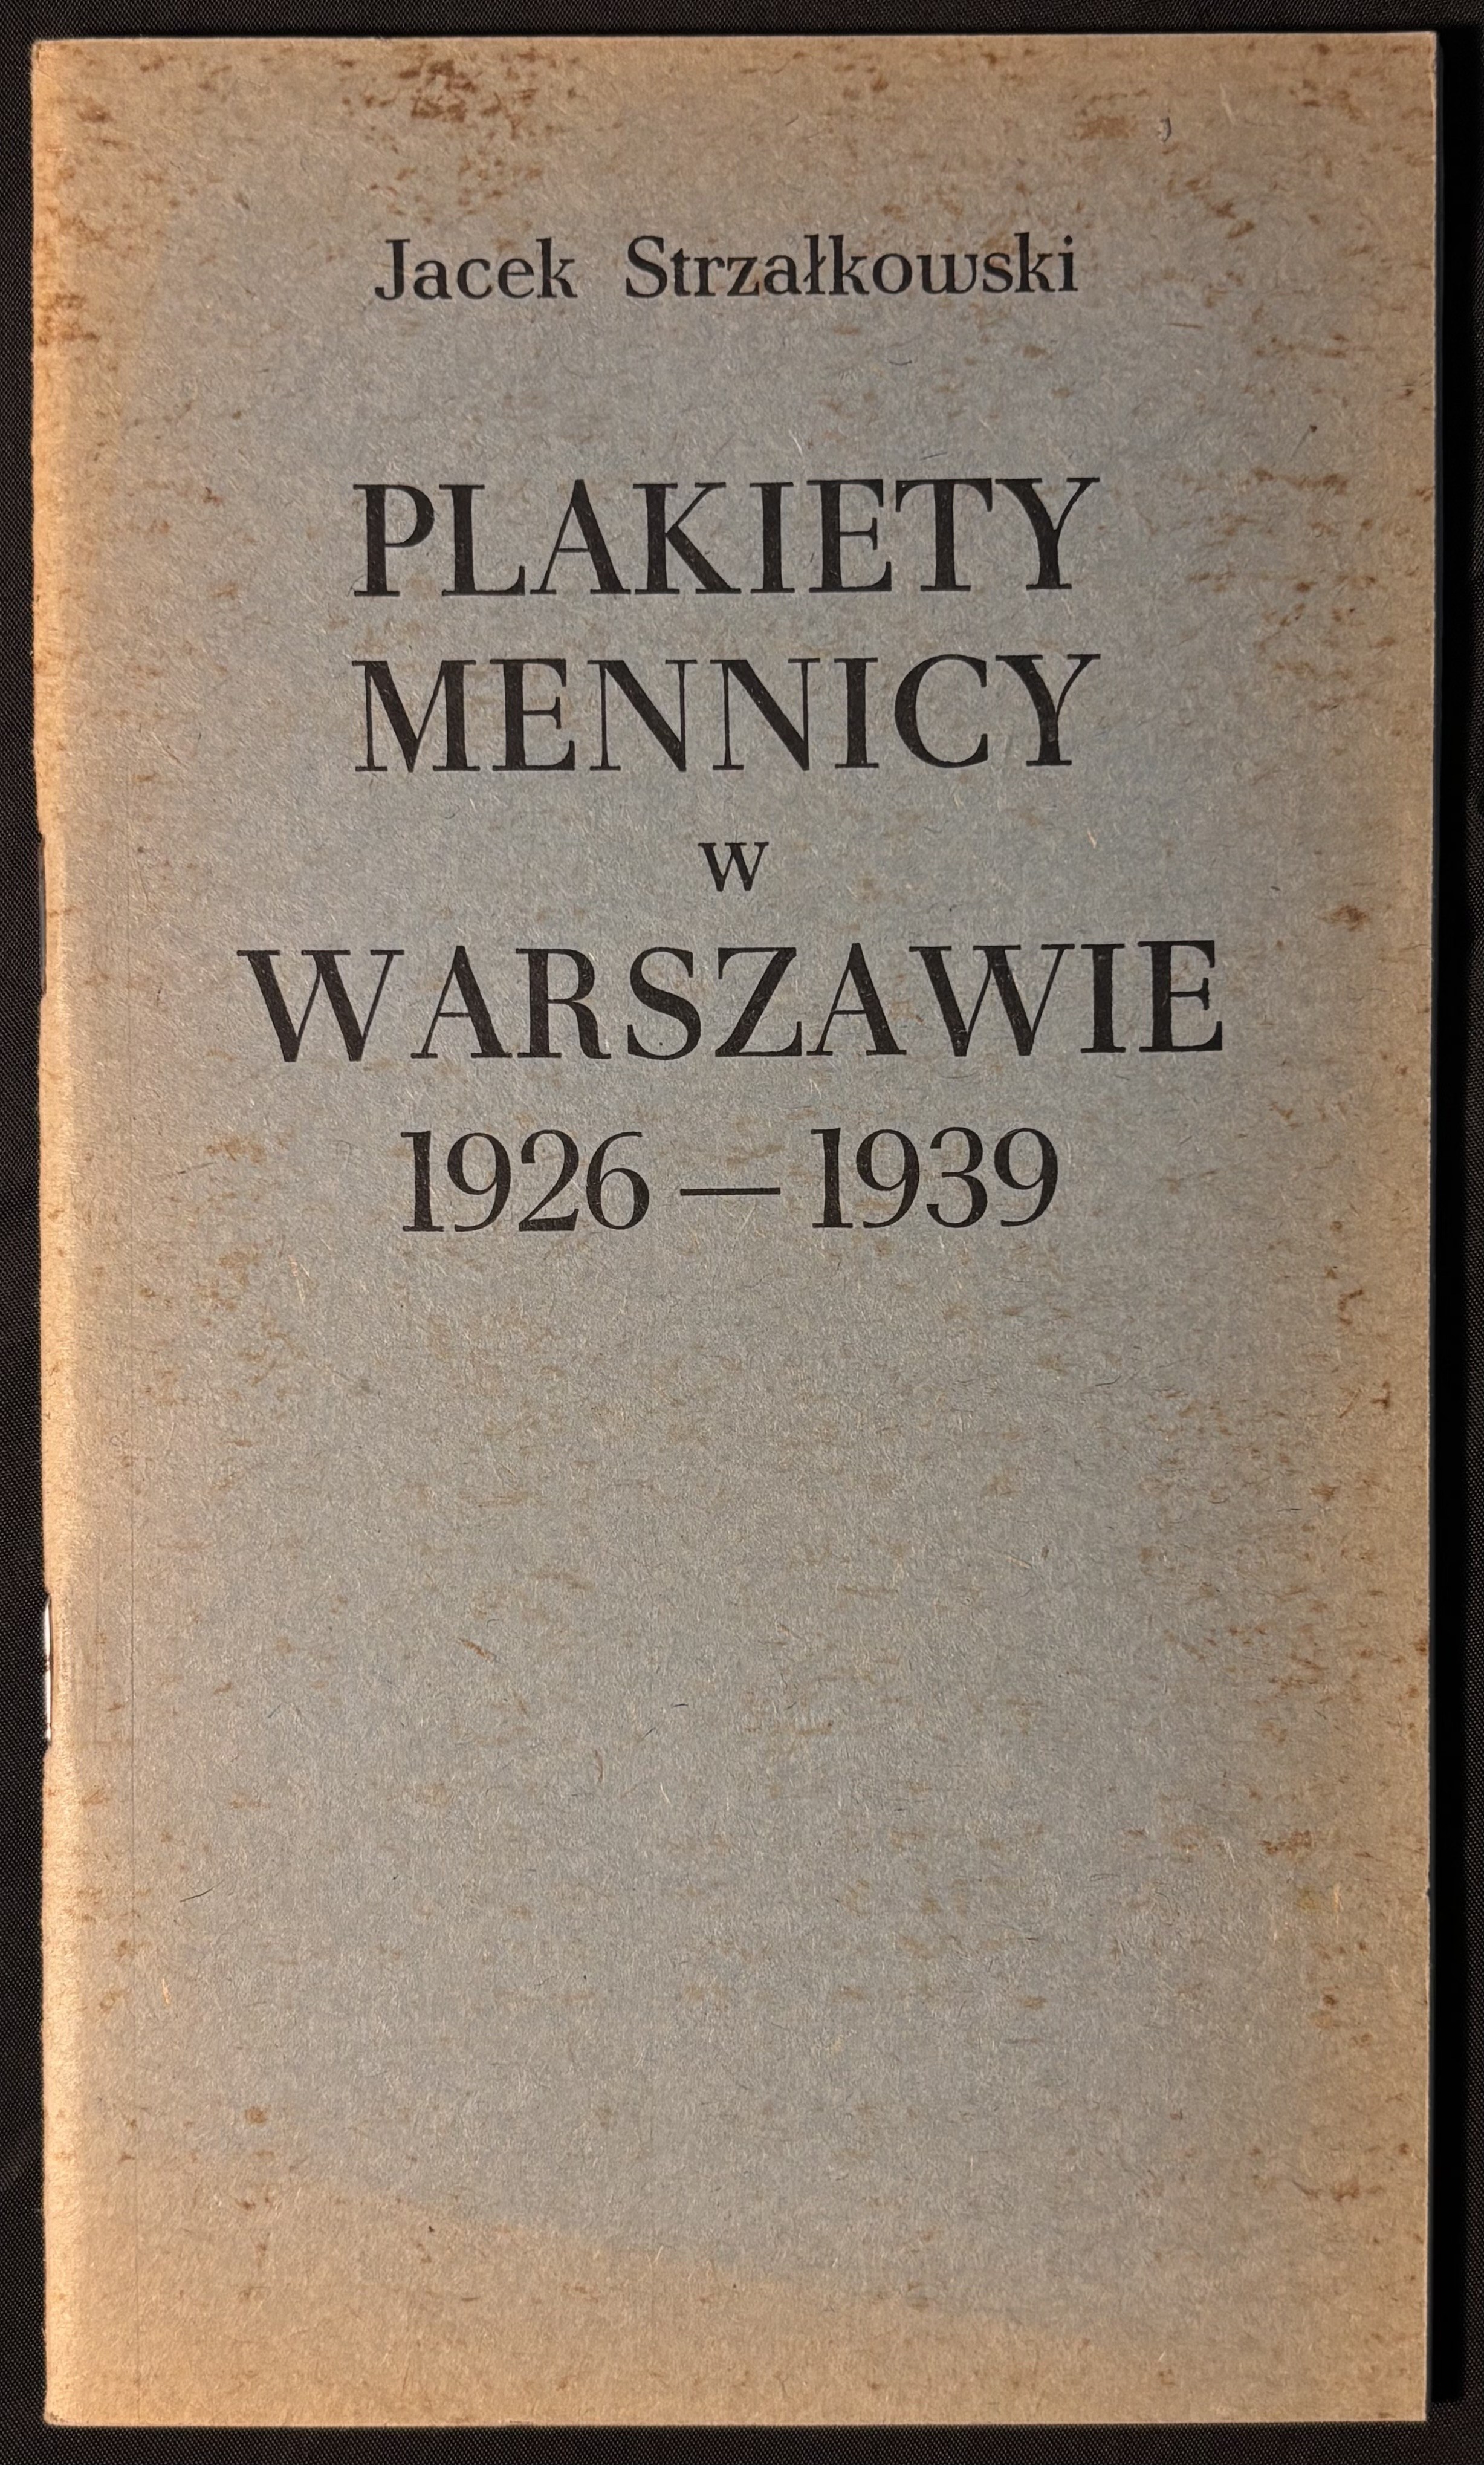 Jacek Strzałkowski
PLAKIETY
MENNICY
w
WARSZAWIE
1926 — 1939